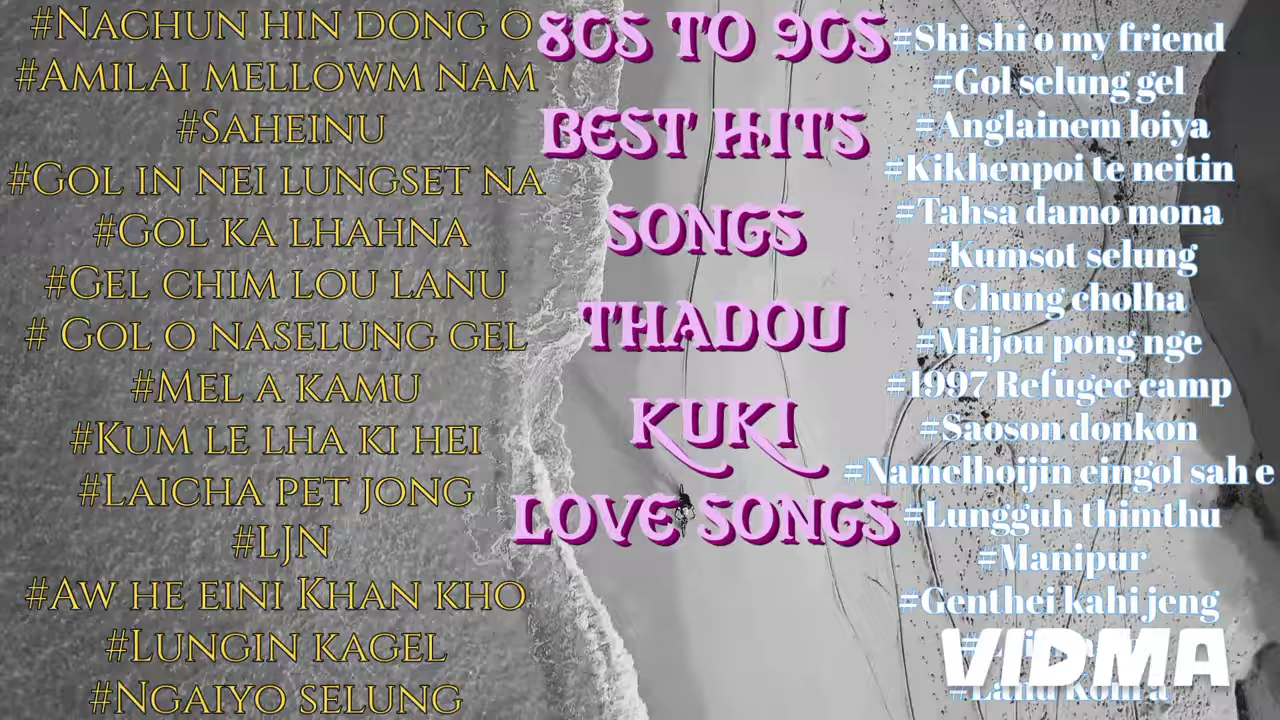 #Nachun hin dong o
#Amilai mellowm nam
#Saheinu
#Gol in nei lungset na
#Gol ka lhahna
#Gel chim lou lanu
# Gol o naselung gel
#Mel a kamu
#Kum le lha ki hei
#Laicha pet jong
#LJN
#Aw he eini Khan kho
#Lungin kagel
#Ngaiyo selung
80s to 90s
Best Hits
Songs
Thadou
Kuki
Love Songs
#Shi shi o my friend
#Gol selung gel
#Anglainem loiya
#Kikhenpoi te neitin
#Tahsa damo mona
#Kumsot selung
#Chung cholha
#Miljou pong nge
#1997 Refugee camp
#Saoson donkon
#Namelhoijin eingol sah e
#Lungguh thimthu
#Manipur
#Genthei kahi jeng
VIDMA